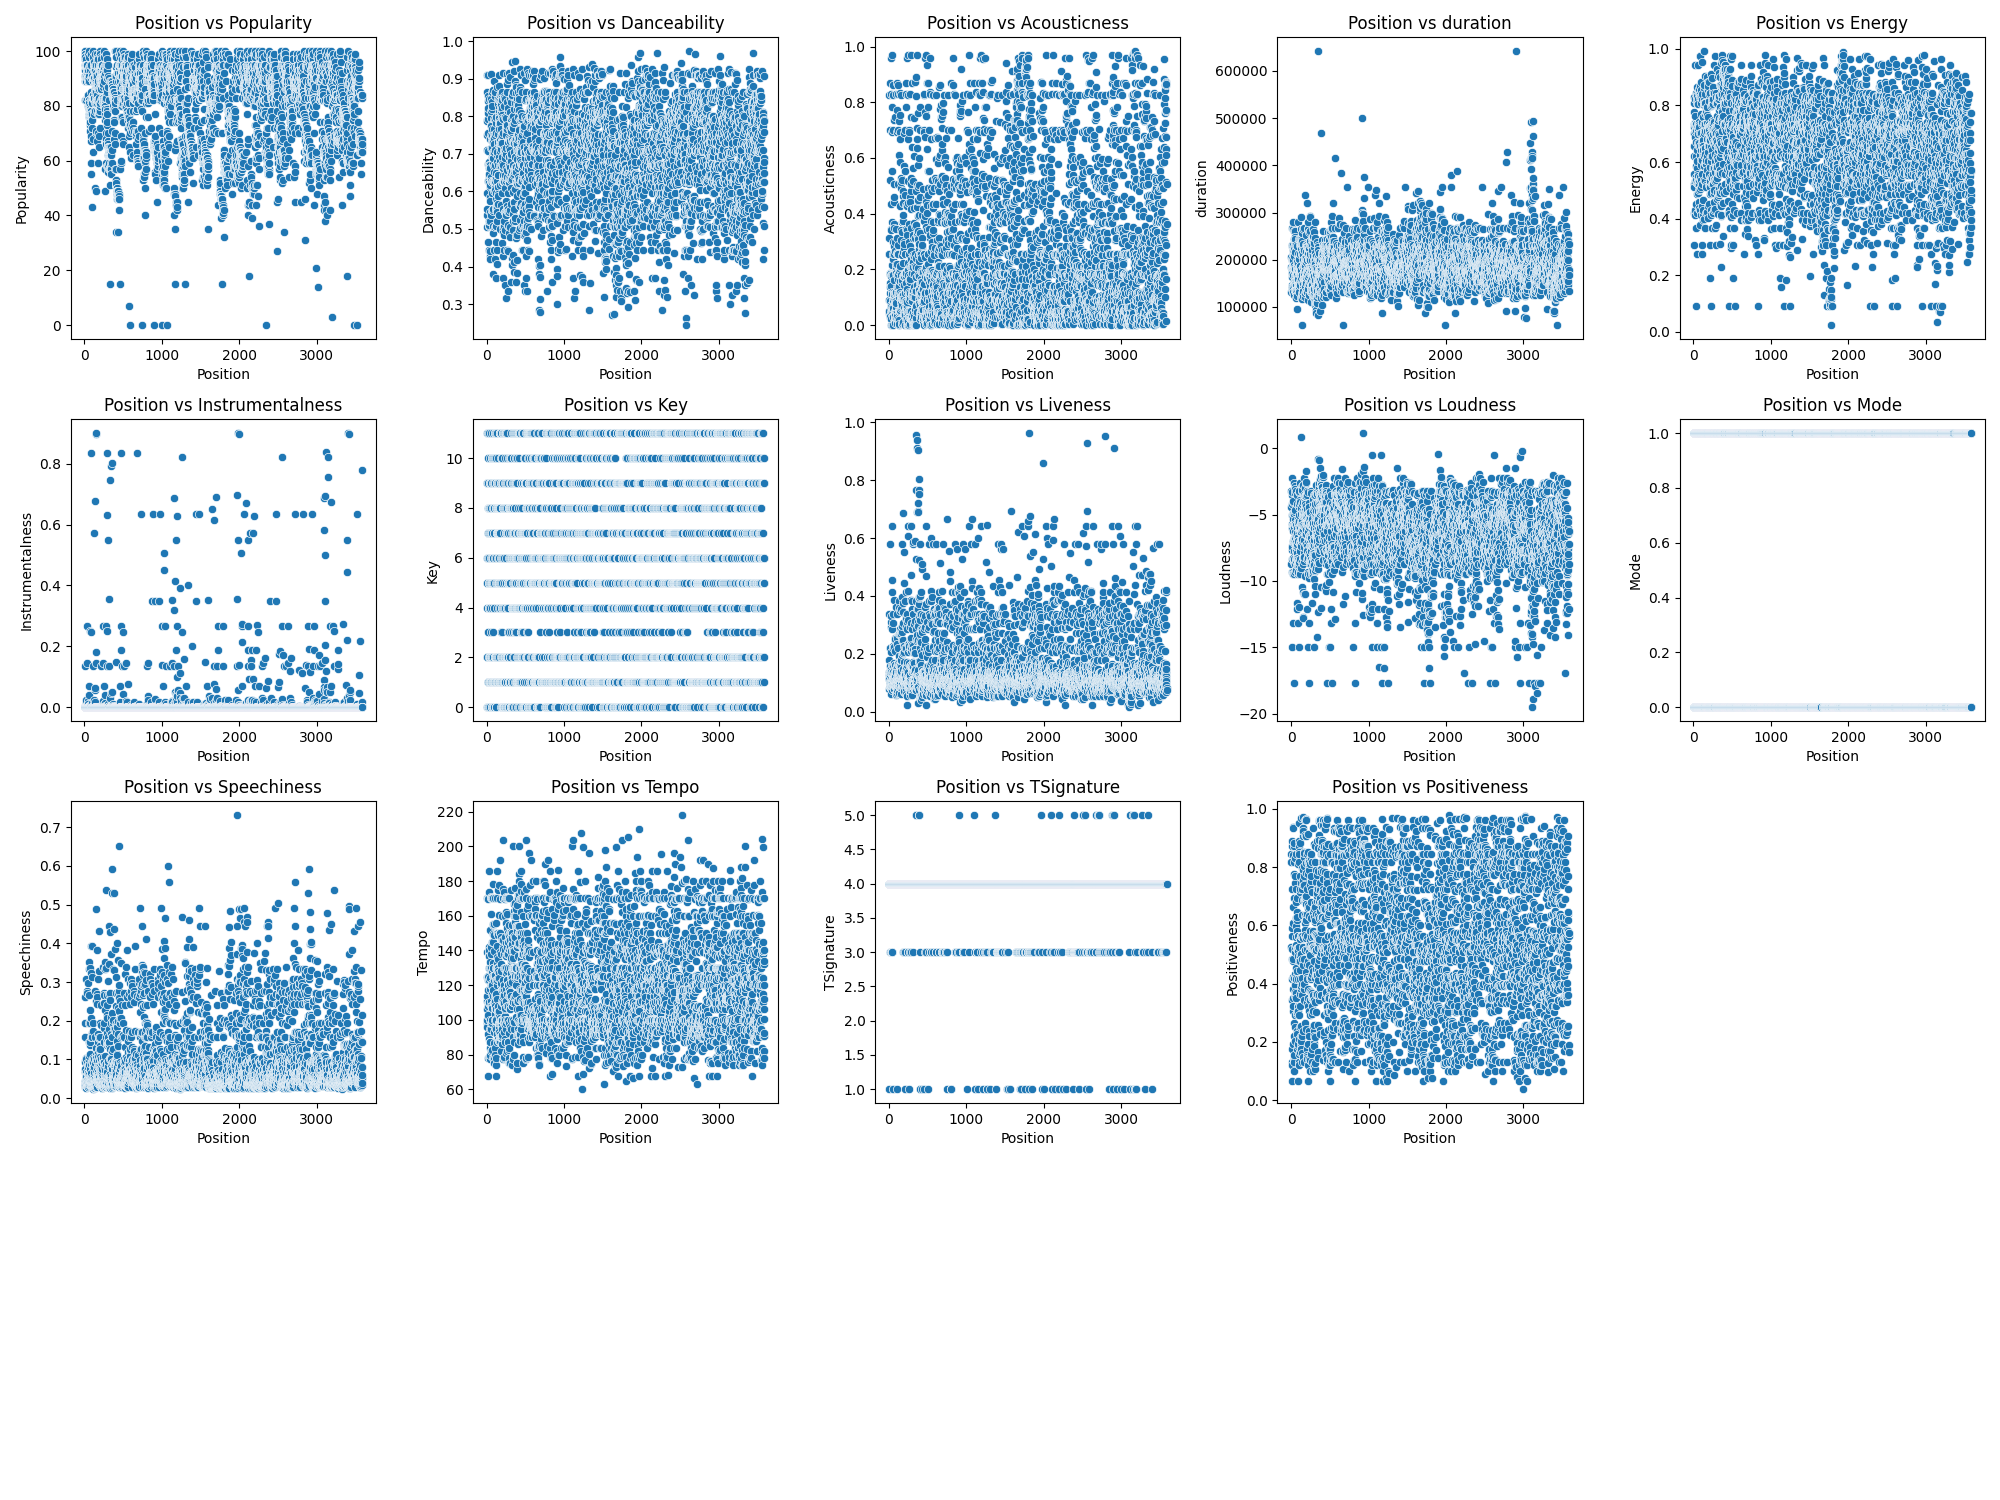 Position vs Popularity
Position vs Danceability
Position vs Acousticness
Position vs duration
Position vs Energy
100
80
60
40
20
0
Popularity
0 1000 2000 3000
Position
1.0
0.9
0.8
0.7
0.6
0.5
0.4
0.3
Danceability
0 1000 2000 3000
Position
1.0
0.8
0.6
0.4
0.2
0.0
Acousticness
0 1000 2000 3000
Position
600000
500000
400000
300000
200000
100000
duration
0 1000 2000 3000
Position
1.0
0.8
0.6
0.4
0.2
0.0
Energy
0 1000 2000 3000
Position
Position vs Instrumentalness
Position vs Key
Position vs Liveness
Position vs Loudness
Position vs Mode
0.8
0.6
0.4
0.2
0.0
Instrumentalness
0 1000 2000 3000
Position
10
8
6
4
2
0
Key
0 1000 2000 3000
Position
1.0
0.8
0.6
0.4
0.2
0.0
Liveness
0 1000 2000 3000
Position
0
−5
−10
−15
−20
Loudness
0 1000 2000 3000
Position
1.0
0.8
0.6
0.4
0.2
0.0
Mode
0 1000 2000 3000
Position
Position vs Speechiness
Position vs Tempo
Position vs TSignature
Position vs Positiveness
0.7
0.6
0.5
0.4
0.3
0.2
0.1
0.0
Speechiness
0 1000 2000 3000
Position
220
200
180
160
140
120
100
80
60
Tempo
0 1000 2000 3000
Position
5.0
4.5
4.0
3.5
3.0
2.5
2.0
1.5
1.0
TSignature
0 1000 2000 3000
Position
1.0
0.8
0.6
0.4
0.2
0.0
Positiveness
0 1000 2000 3000
Position